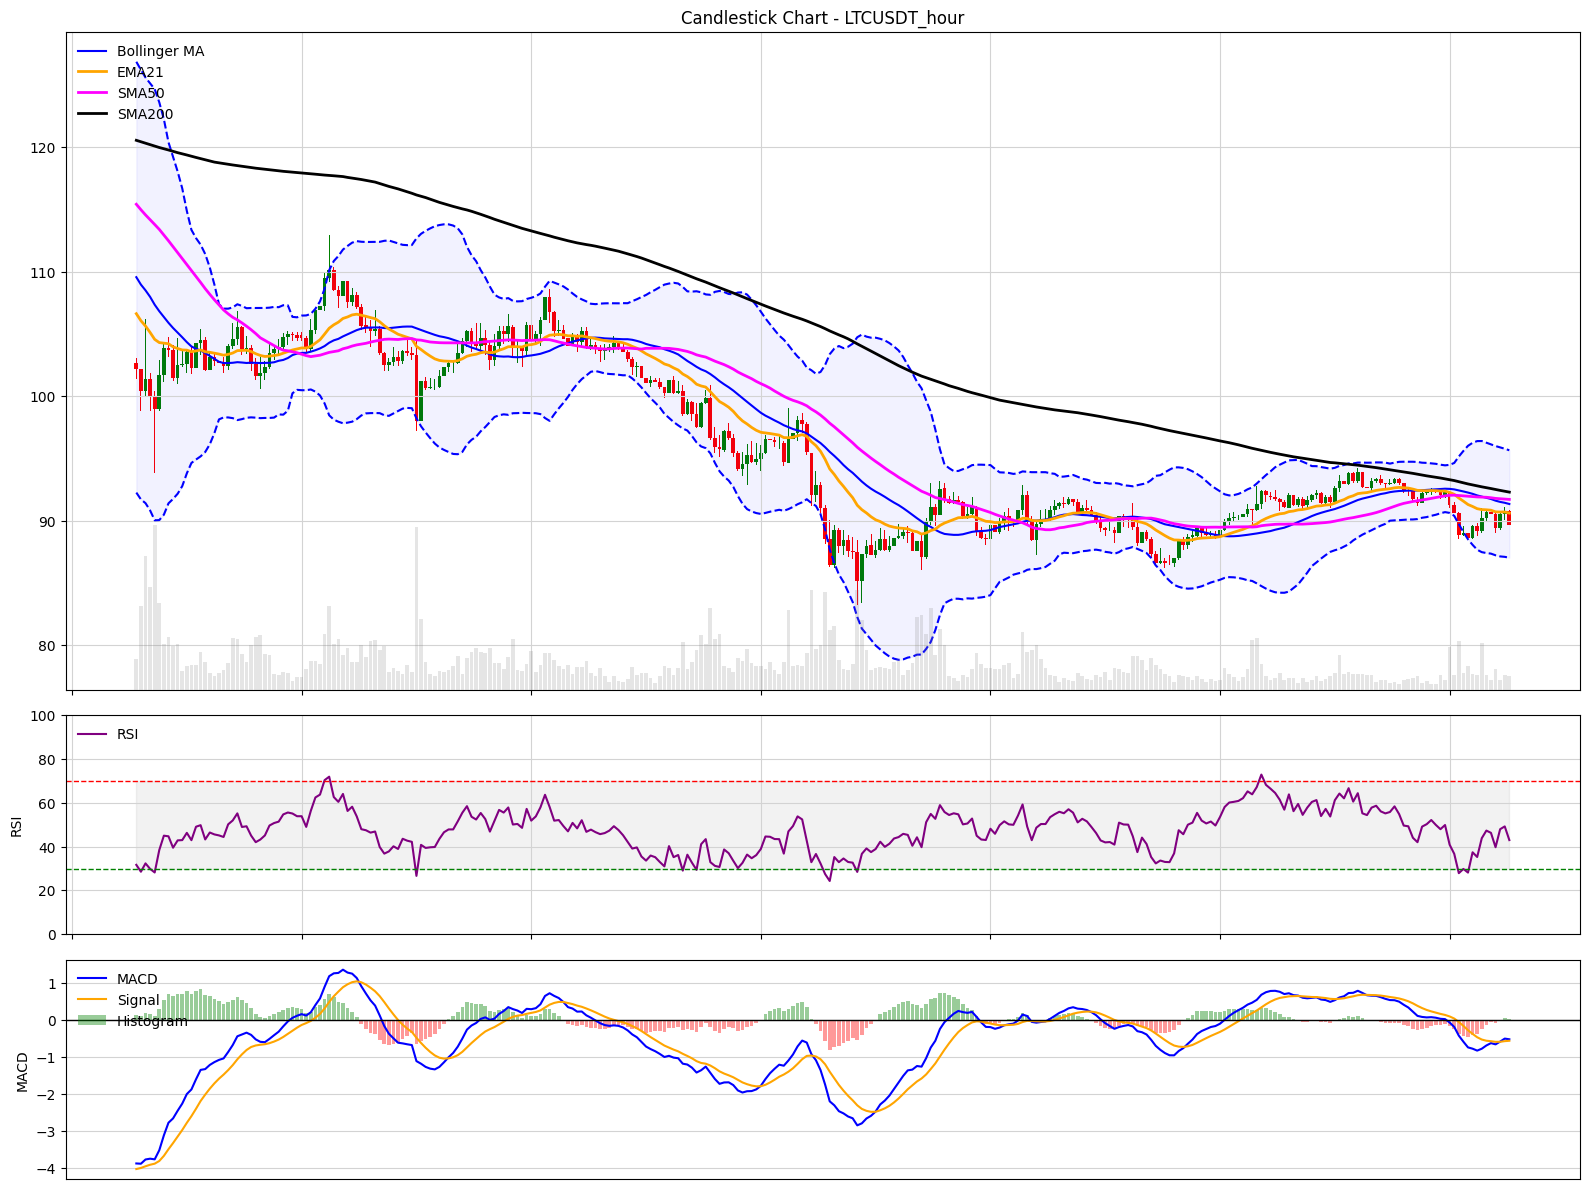 Candlestick Chart - LTCUSDT_hour
Bollinger MA
EMA21
SMA50
SMA200
120
110
100
90
80
100
RSI
80
60
40
20
0
RSI
MACD
Signal
Histogram
1
0
−1
−2
−3
−4
MACD